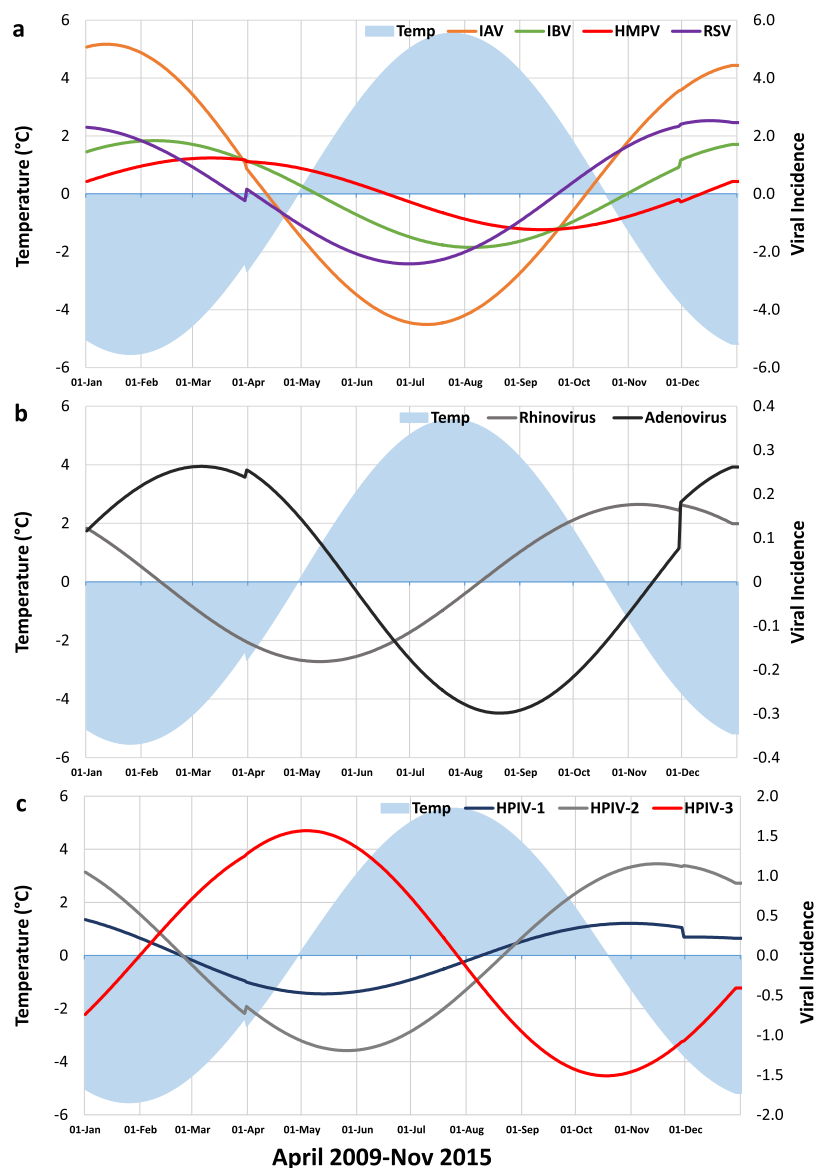 a
Temp IAV IBV HMPV RSV
6 6.0
4 4.0
2 2.0
0 0.0
-2 -2.0
-4 -4.0
-6 -6.0
Temperature (°C)
Viral Incidence
01-Jan 01-Feb 01-Mar 01-Apr 01-May 01-Jun 01-Jul 01-Aug 01-Sep 01-Oct 01-Nov 01-Dec
b
Temp Rhinovirus Adenovirus
6 0.4
0.3
4
0.2
2
0.1
0 0
-0.1
-2
-0.2
-4
-0.3
-6 -0.4
Temperature (°C)
Viral Incidence
01-Jan 01-Feb 01-Mar 01-Apr 01-May 01-Jun 01-Jul 01-Aug 01-Sep 01-Oct 01-Nov 01-Dec
c
Temp HPIV-1 HPIV-2 HPIV-3
6 2.0
1.5
4
1.0
2
0.5
0 0.0
-0.5
-2
-1.0
-4
-1.5
-6 -2.0
Temperature (°C)
Viral Incidence
01-Jan 01-Feb 01-Mar 01-Apr 01-May 01-Jun 01-Jul 01-Aug 01-Sep 01-Oct 01-Nov 01-Dec
April 2009-Nov 2015